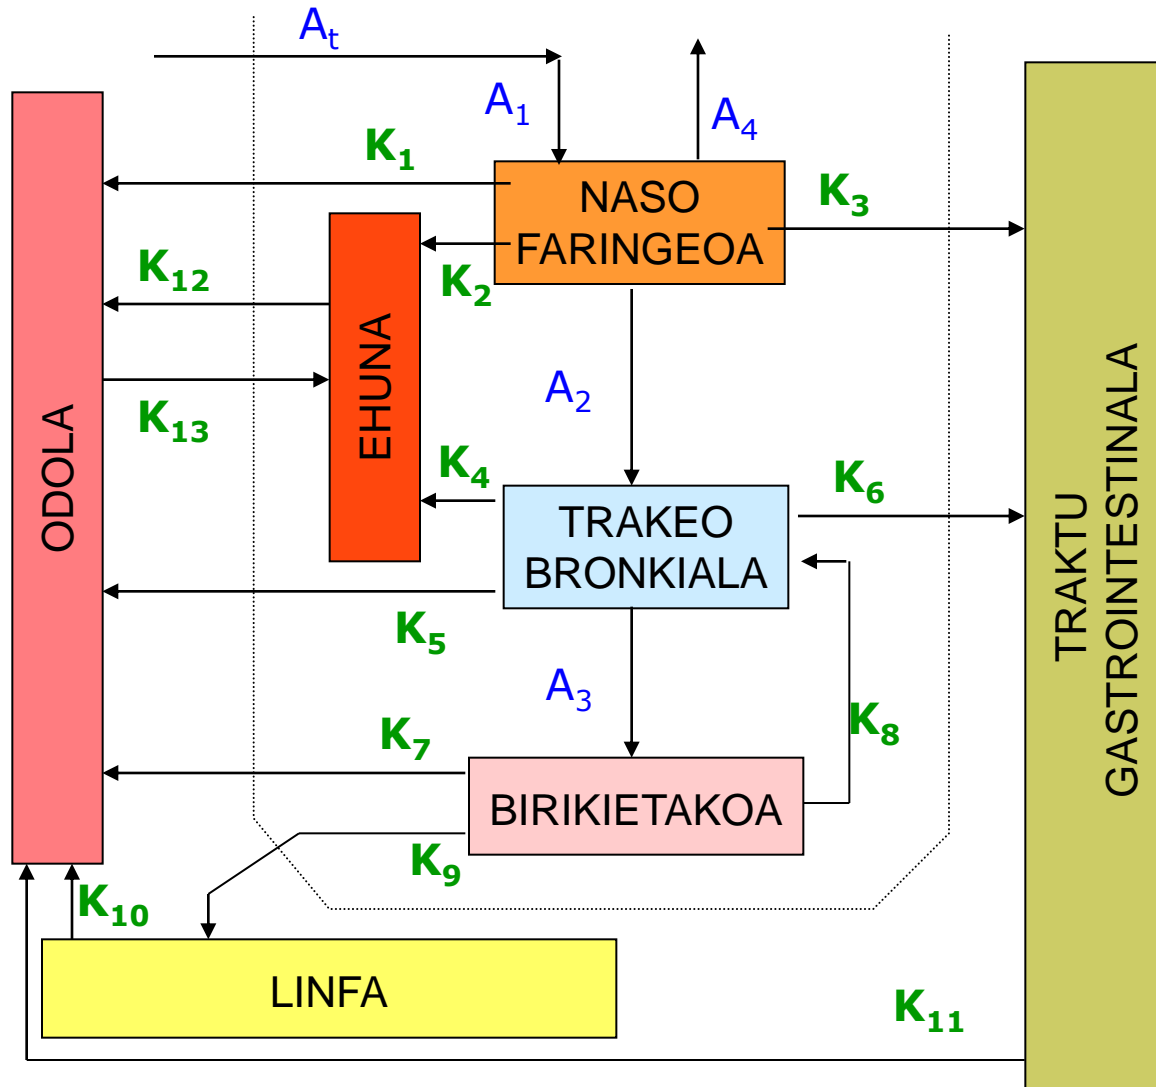 A₁
Aₜ
A₄
K₁
NASO
FARINGEOA
K₃
K₁₂
K₂
EHUNA
K₁₃
A₂
ODOLA
K₄
TRAKEO
BRONKIALA
K₆
K₅
A₃
K₇
K₈
BIRIKIETAKOA
K₉
K₁₀
LINFA
K₁₁
TRAKTU
GASTROINTESTINALA